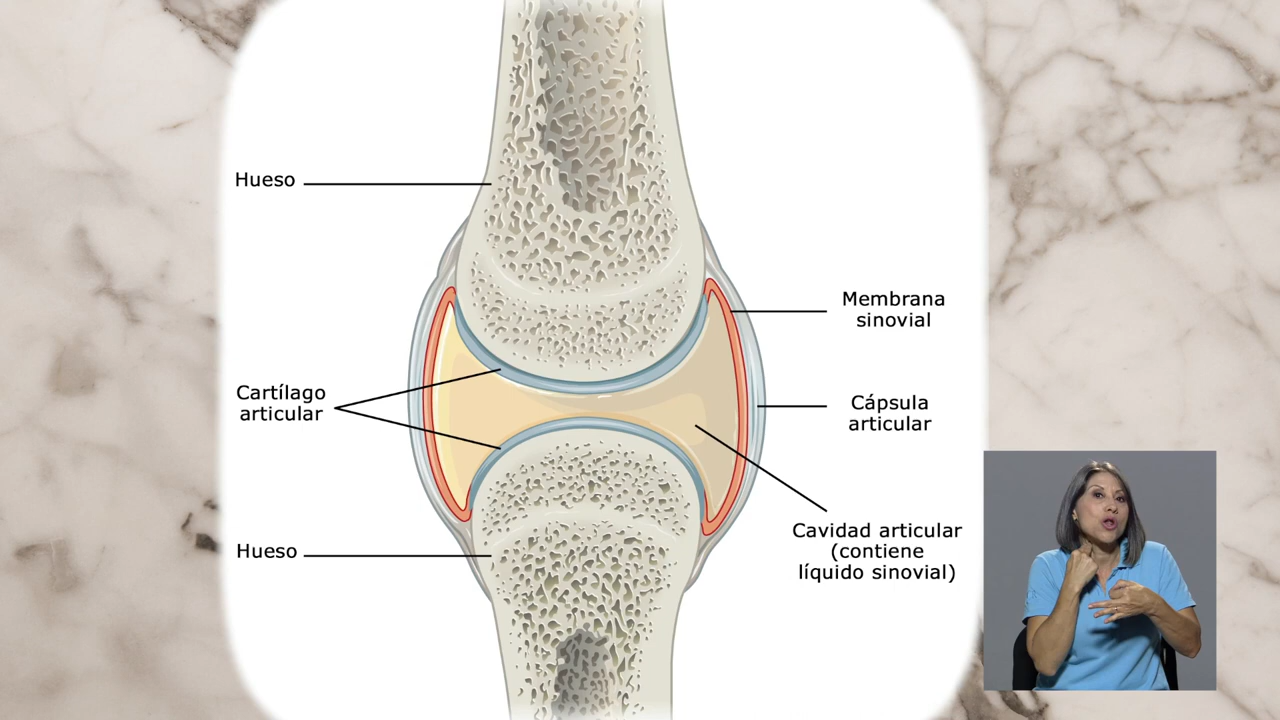 Hueso
Membrana
sinovial
Cartílago
articular
Cápsula
articular
Hueso
Cavidad articular
(contiene
líquido sinovial)